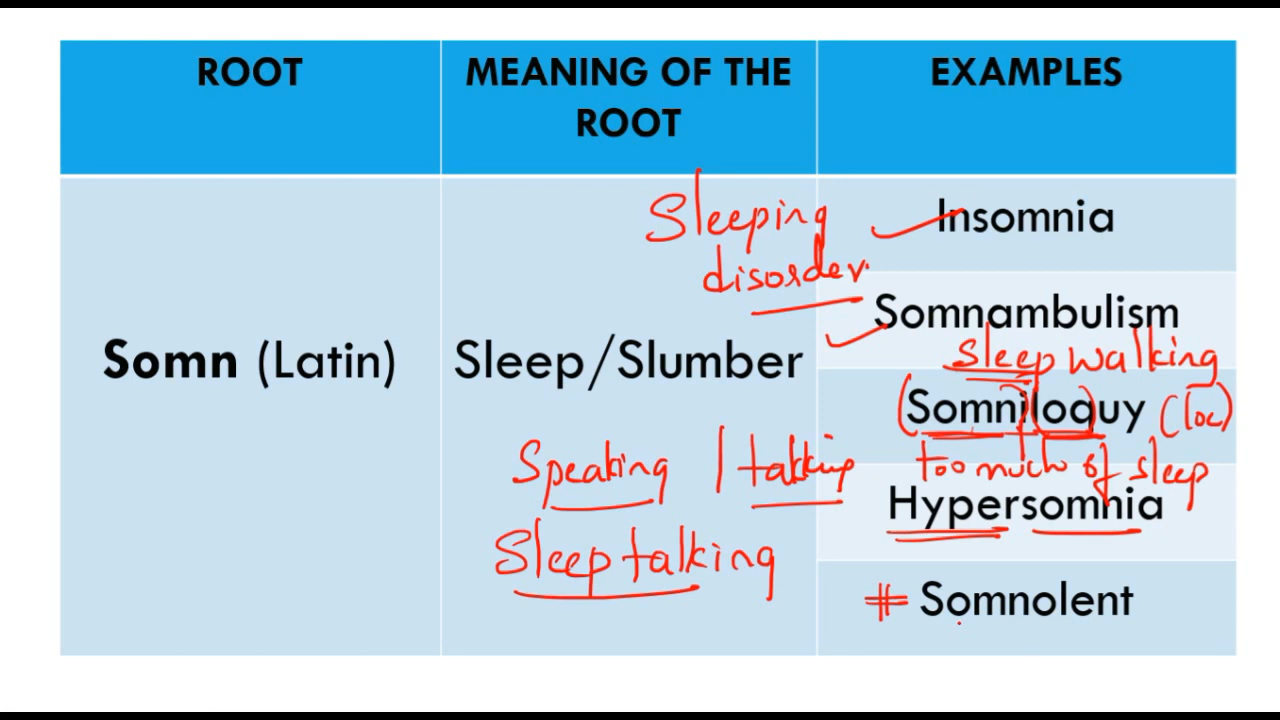 ROOT
MEANING OF THE
ROOT
EXAMPLES
Somn (Latin)
Sleep/Slumber
Sleeping
disorder
Speaking / talking
Sleep talking
Insomnia
Somnambulism
Sleep walking
Somniloquy (loc)
too much of sleep
Hypersomnia
# Somnolent